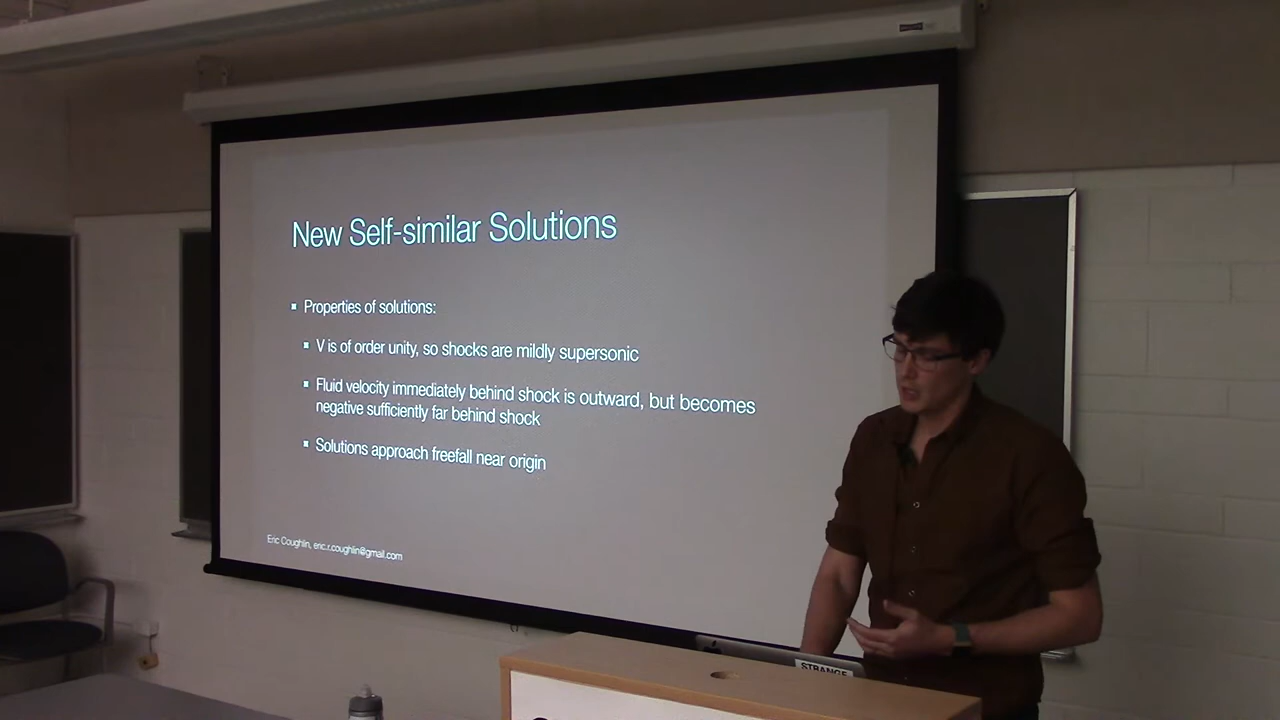 New Self-similar Solutions
▪ Properties of solutions:
▪ V is of order unity, so shocks are mildly supersonic
▪ Fluid velocity immediately behind shock is outward, but becomes
negative sufficiently far behind shock
▪ Solutions approach freefall near origin
Eric Coughlin, eric.r.coughlin@gmail.com
STRANGE